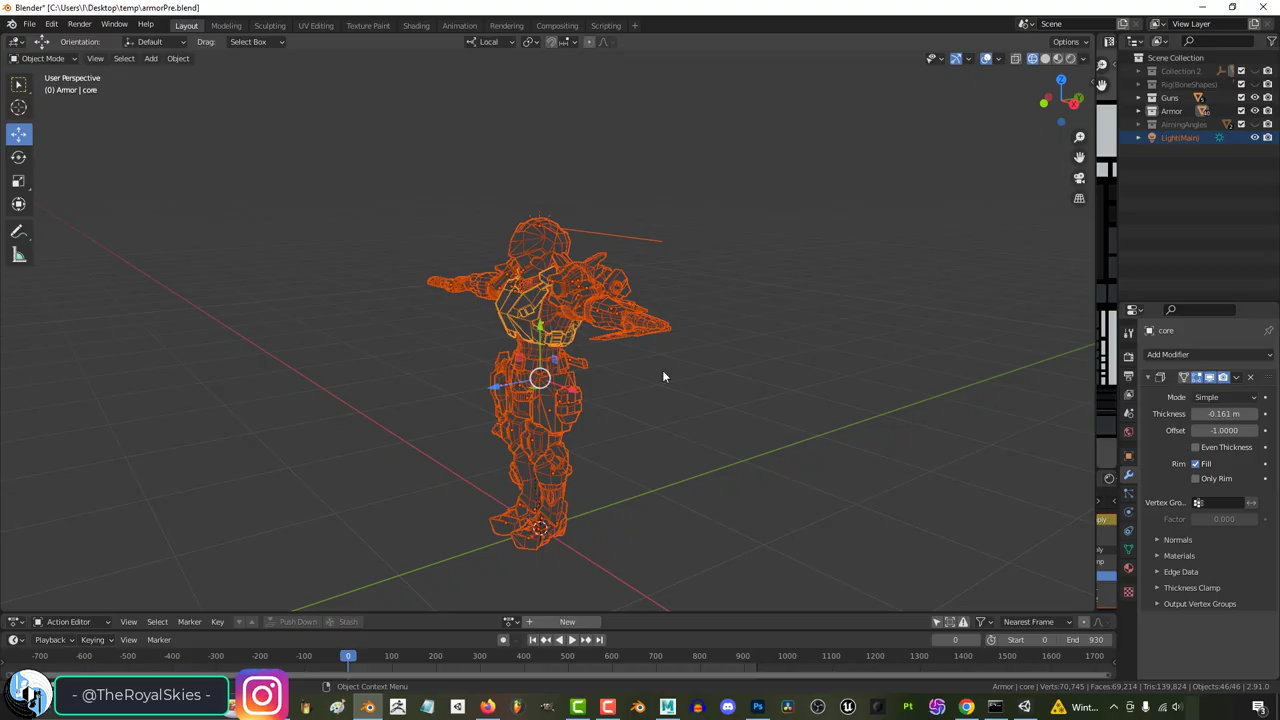 Blender* [C:\Users\I\Desktop\temp\armorPre.blend]
File Edit Render Window Help
Layout Modeling Sculpting UV Editing Texture Paint Shading Animation Rendering Compositing Scripting
Scene
View Layer
Orientation: Default Drag: Select Box
Local
Options
Object Mode View Select Add Object
User Perspective
(0) Armor | core
Z
Y
X
Scene Collection
Collection 2
Rig(BoneShapes)
Guns
Armor
AimingAngles
Light(Main)
core
Add Modifier
Mode Simple
Thickness -0.161 m
Offset -1.0000
Even Thickness
Rim Fill
Only Rim
Vertex Gro..
Factor 0.000
Normals
Materials
Edge Data
Thickness Clamp
Output Vertex Groups
Action Editor View Select Marker Key Push Down Stash New Nearest Frame
Playback Keying View Marker 0 Start 0 End 930
-700 -600 -500 -400 -300 -200 -100 0 100 200 300 400 500 600 700 800 900 1000 1100 1200 1300 1400 1500 1600 1700
Object Context Menu
Armor | core | Verts:70,745 | Faces:69,214 | Tris:139,824 | Objects:46/46 | 2.91.0
- @TheRoyalSkies -
Pt
Wint...